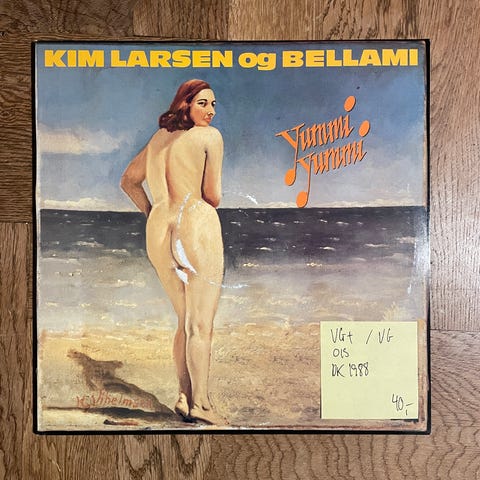 KIM LARSEN og BELLAMI
yummi
yummi
VG+ / VG
OIS
DK 1988
40,-